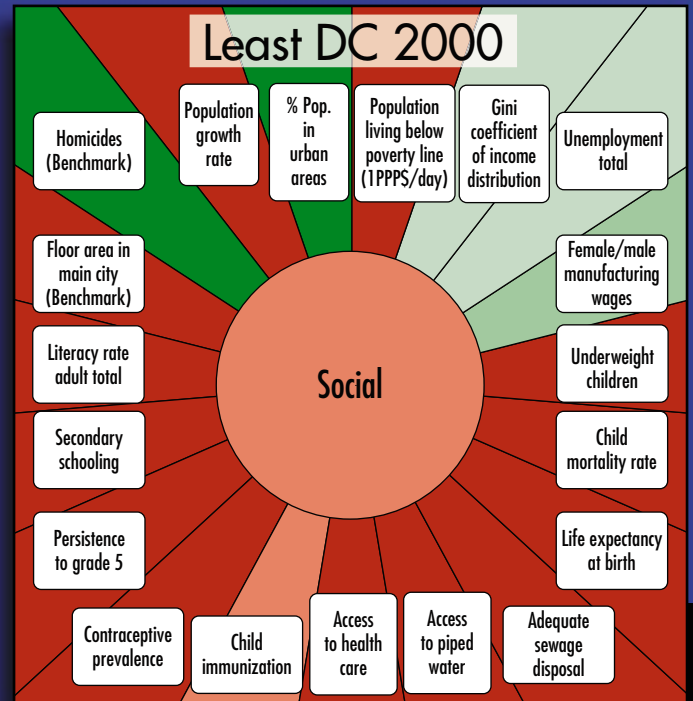 Least DC 2000
Homicides
(Benchmark)
Population
growth
rate
% Pop.
in
urban
areas
Population
living below
poverty line
(1PPP$/day)
Gini
coefficient
of income
distribution
Unemployment
total
Floor area in
main city
(Benchmark)
Female/male
manufacturing
wages
Literacy rate
adult total
Social
Underweight
children
Secondary
schooling
Child
mortality rate
Persistence
to grade 5
Life expectancy
at birth
Contraceptive
prevalence
Child
immunization
Access
to health
care
Access
to piped
water
Adequate
sewage
disposal